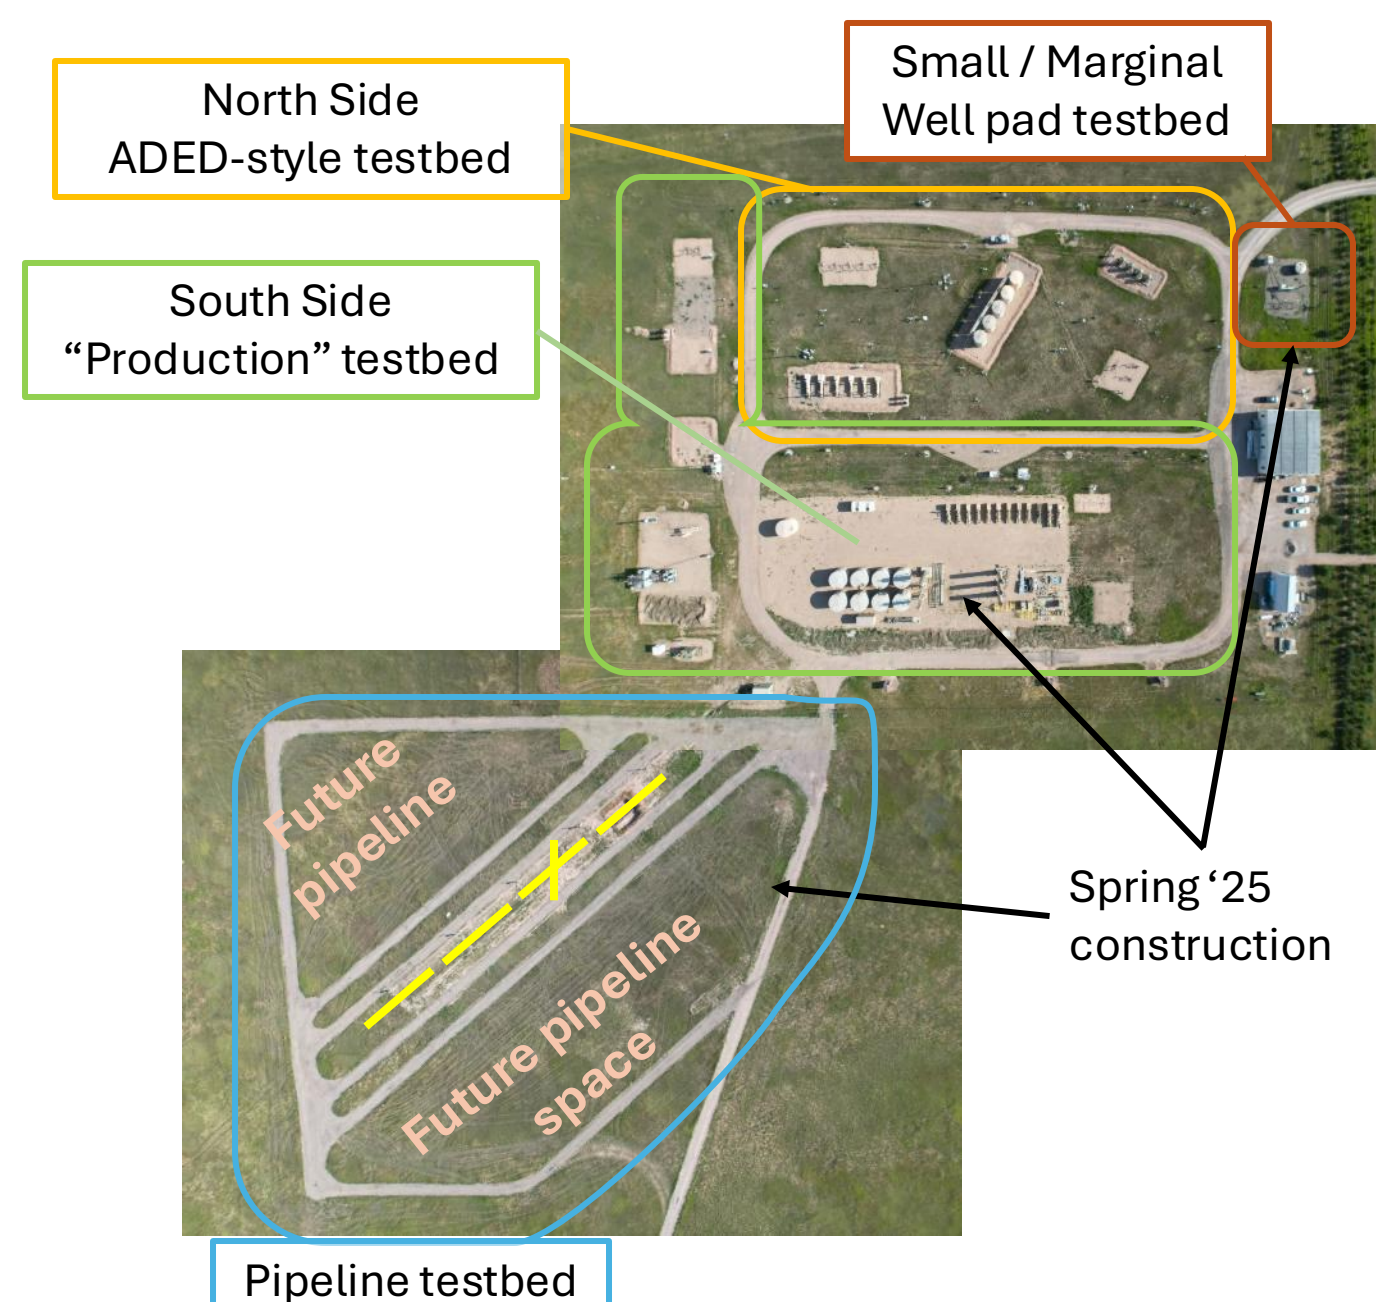 North Side
ADED-style testbed
Small / Marginal
Well pad testbed
South Side
“Production” testbed
Future
pipeline
Future pipeline
space
Spring ‘25
construction
Pipeline testbed